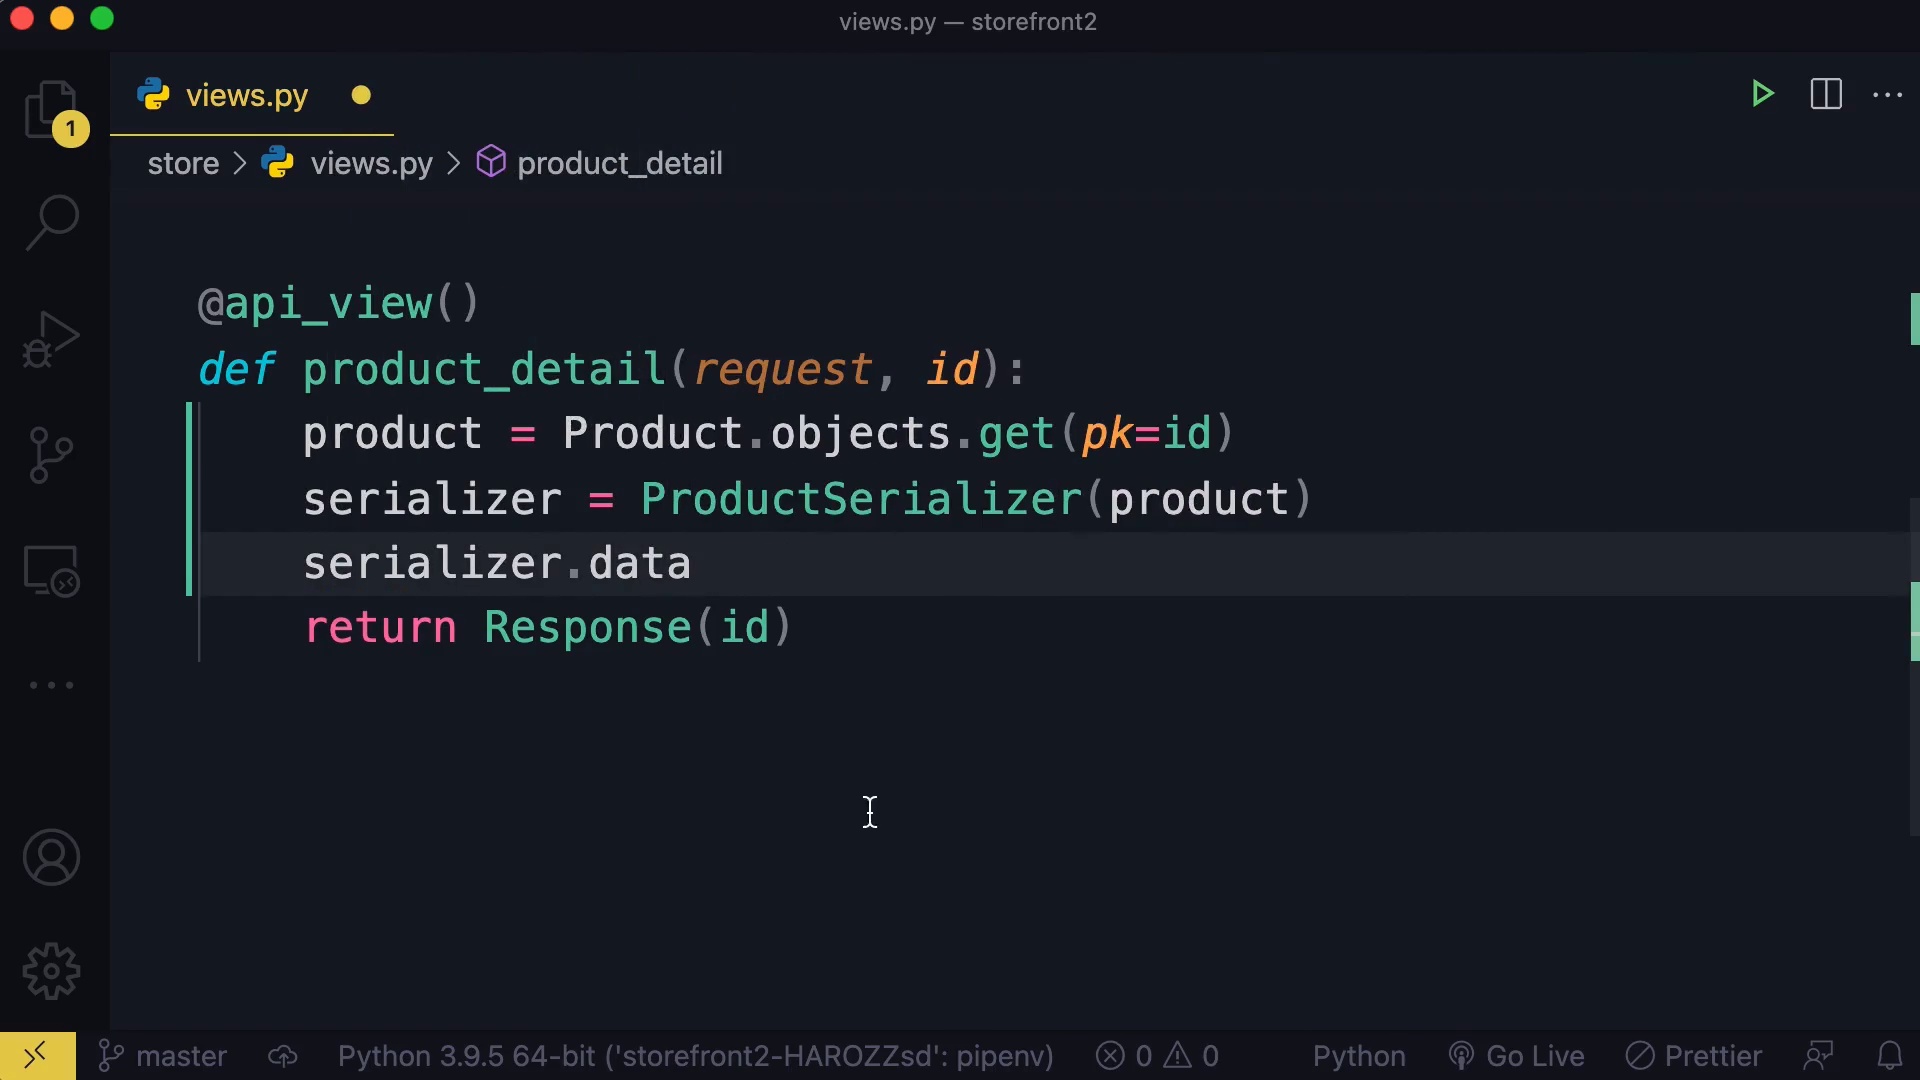 views.py — storefront2
views.py
1
store > views.py > product_detail
@api_view()
def product_detail(request, id):
    product = Product.objects.get(pk=id)
    serializer = ProductSerializer(product)
    serializer.data
    return Response(id)
master Python 3.9.5 64-bit ('storefront2-HAROZZsd': pipenv) 0 0 Python Go Live Prettier